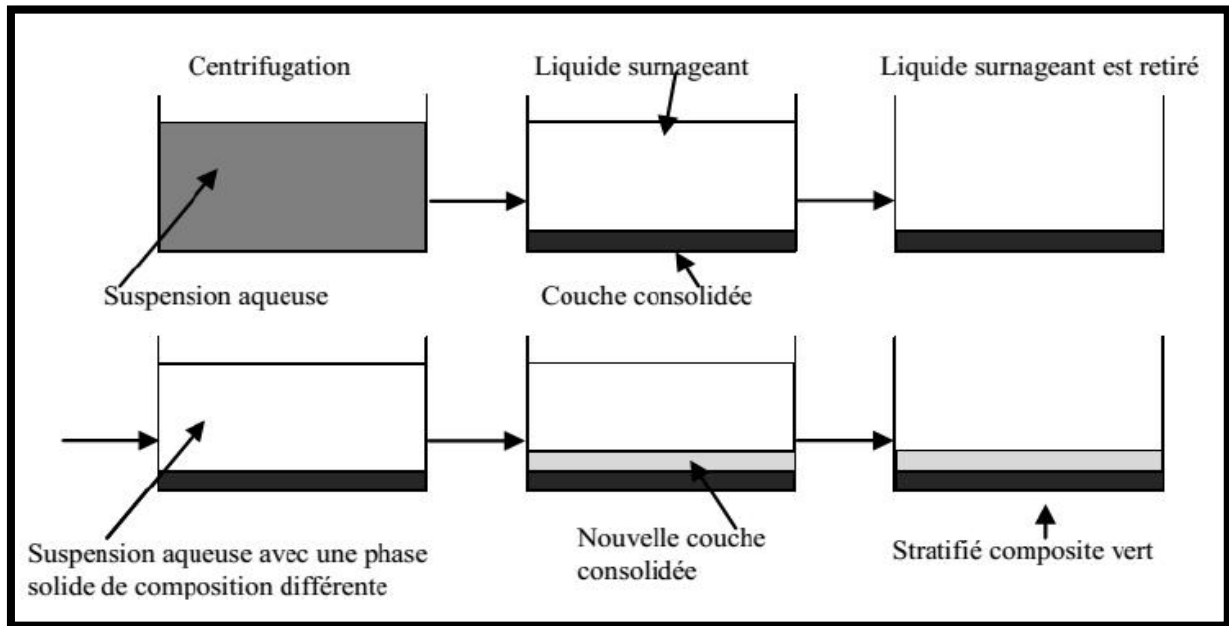 Centrifugation
Liquide surnageant
Liquide surnageant est retiré
Suspension aqueuse
Couche consolidée
Suspension aqueuse avec une phase
solide de composition différente
Nouvelle couche
consolidée
Stratifié composite vert